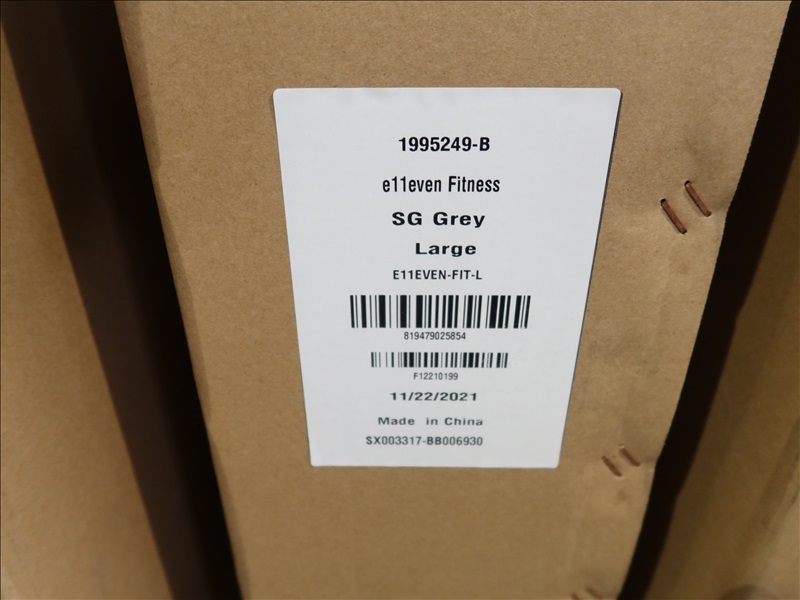 1995249-B
e11even Fitness
SG Grey
Large
E11EVEN-FIT-L
819479025854
F12210199
11/22/2021
Made in China
SX003317-BB006930